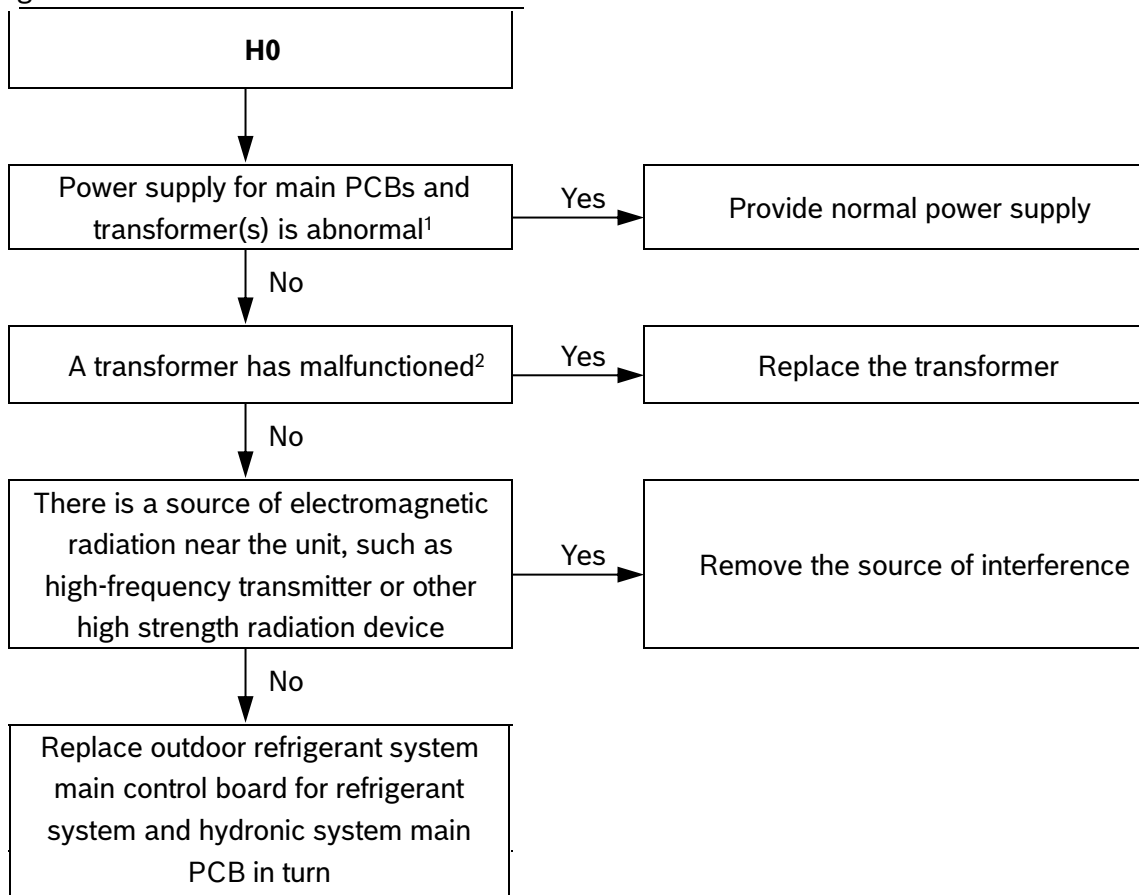 H0
Power supply for main PCBs and
transformer(s) is abnormal¹
Yes
Provide normal power supply
No
A transformer has malfunctioned²
Yes
Replace the transformer
No
There is a source of electromagnetic
radiation near the unit, such as
high-frequency transmitter or other
high strength radiation device
Yes
Remove the source of interference
No
Replace outdoor refrigerant system
main control board for refrigerant
system and hydronic system main
PCB in turn